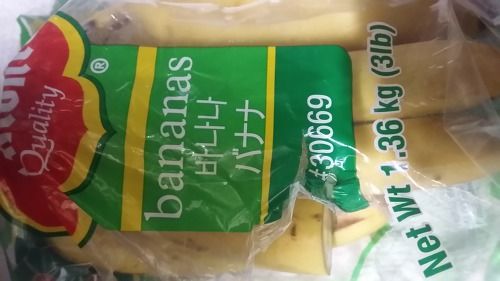 Quality
®
bananas
바나나
バナナ
#30669
Net Wt 1.36 kg (3lb)